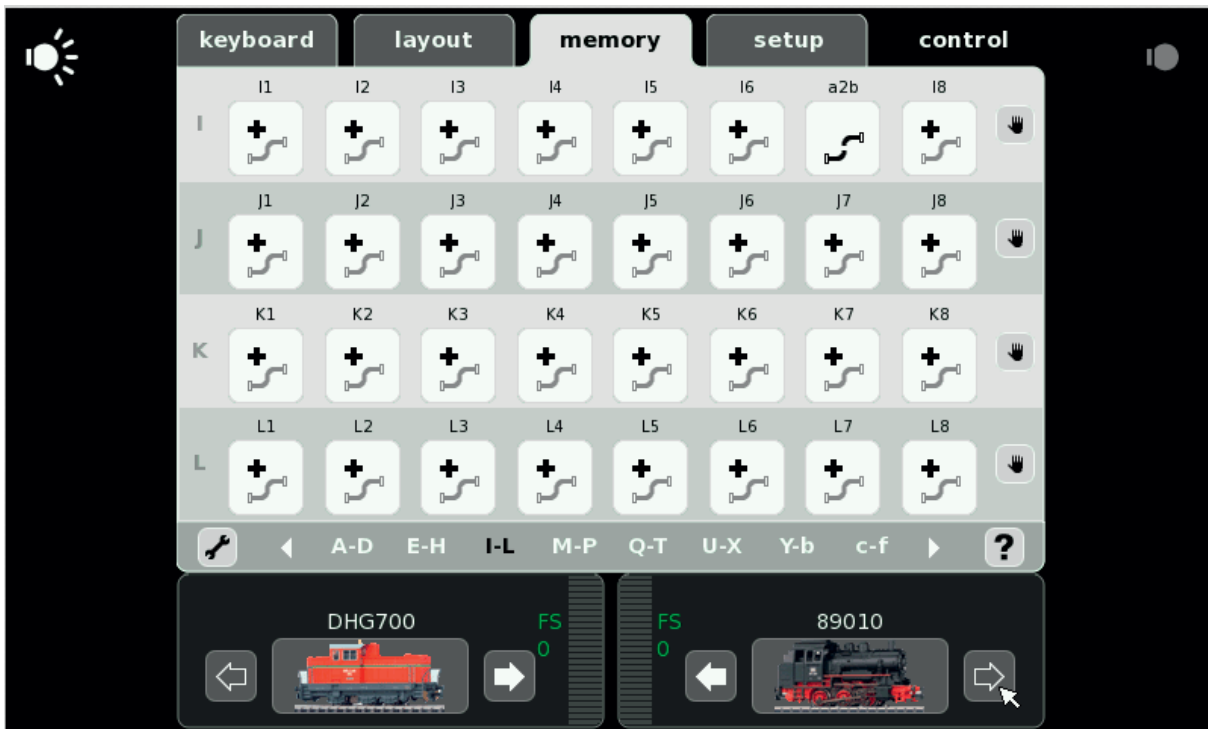 keyboard layout memory setup control
I1 I2 I3 I4 I5 I6 a2b I8
I
J1 J2 J3 J4 J5 J6 J7 J8
J
K1 K2 K3 K4 K5 K6 K7 K8
K
L1 L2 L3 L4 L5 L6 L7 L8
L
A-D E-H I-L M-P Q-T U-X Y-b c-f ?
DHG700 FS
0
FS 89010
0